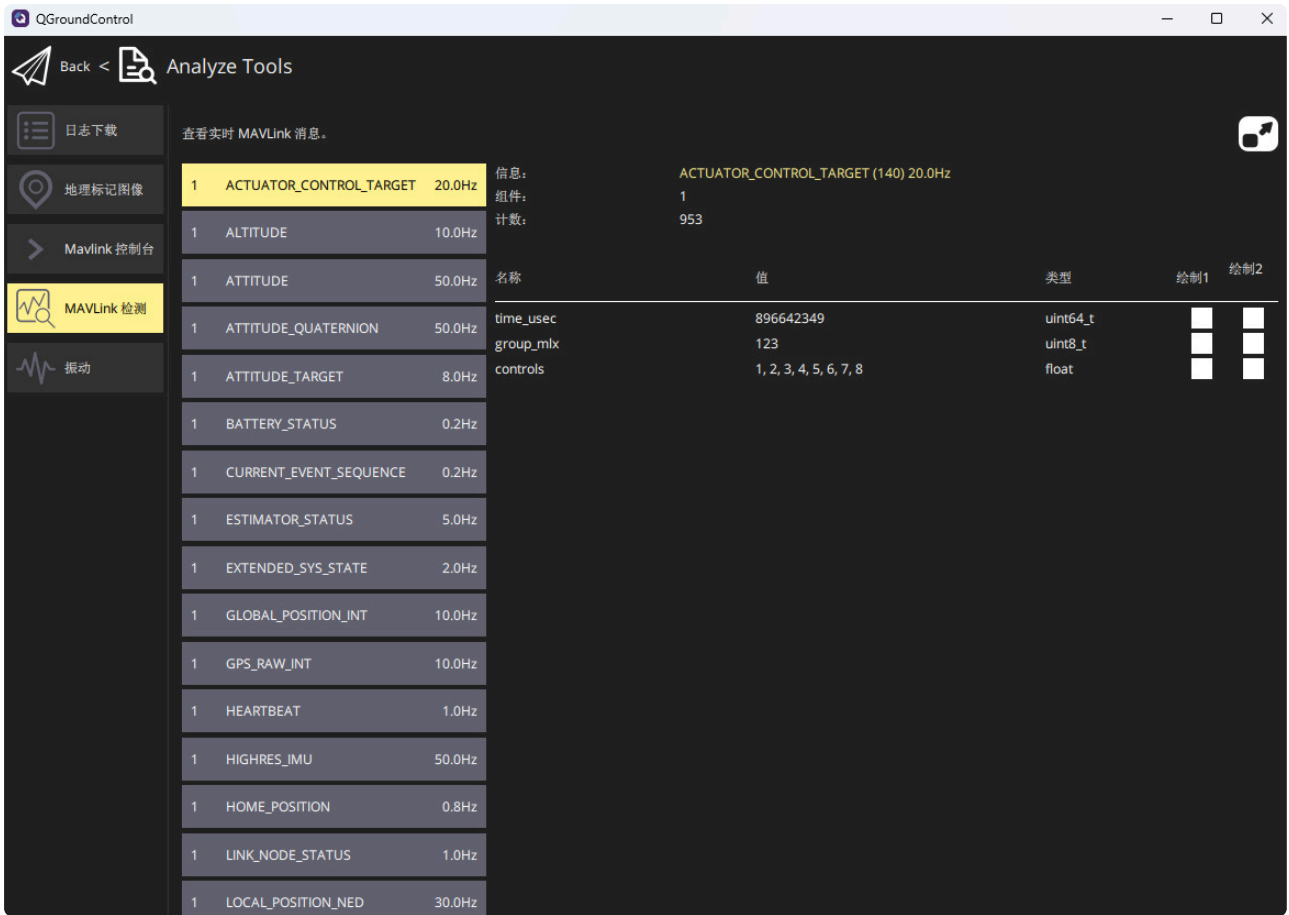 QGroundControl
Back < Analyze Tools
日志下载
地理标记图像
Mavlink 控制台
MAVLink 检测
振动
查看实时 MAVLink 消息。
1 ACTUATOR_CONTROL_TARGET 20.0Hz
1 ALTITUDE 10.0Hz
1 ATTITUDE 50.0Hz
1 ATTITUDE_QUATERNION 50.0Hz
1 ATTITUDE_TARGET 8.0Hz
1 BATTERY_STATUS 0.2Hz
1 CURRENT_EVENT_SEQUENCE 0.2Hz
1 ESTIMATOR_STATUS 5.0Hz
1 EXTENDED_SYS_STATE 2.0Hz
1 GLOBAL_POSITION_INT 10.0Hz
1 GPS_RAW_INT 10.0Hz
1 HEARTBEAT 1.0Hz
1 HIGHRES_IMU 50.0Hz
1 HOME_POSITION 0.8Hz
1 LINK_NODE_STATUS 1.0Hz
1 LOCAL_POSITION_NED 30.0Hz
信息： ACTUATOR_CONTROL_TARGET (140) 20.0Hz
组件： 1
计数： 953
名称 值 类型 绘制1 绘制2
time_usec 896642349 uint64_t
group_mlx 123 uint8_t
controls 1, 2, 3, 4, 5, 6, 7, 8 float